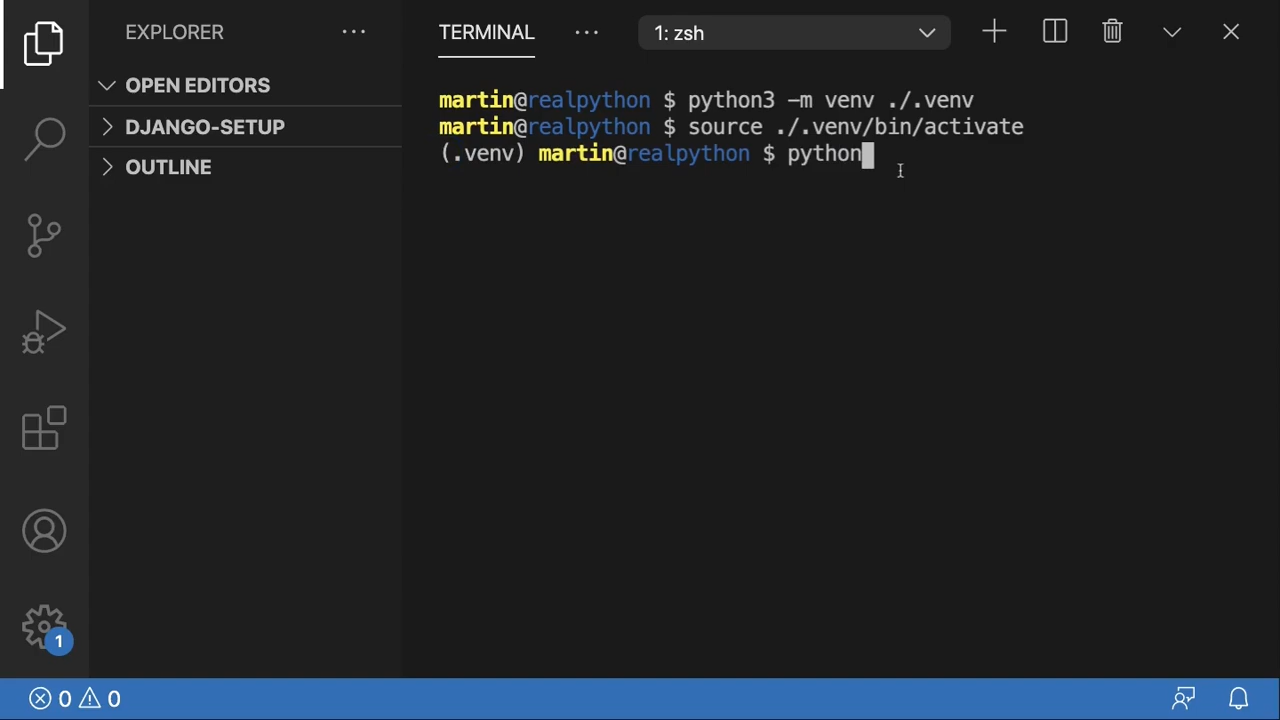 EXPLORER
OPEN EDITORS
DJANGO-SETUP
OUTLINE
TERMINAL
1: zsh
martin@realpython $ python3 -m venv ./.venv
martin@realpython $ source ./.venv/bin/activate
(.venv) martin@realpython $ python
1
0 0